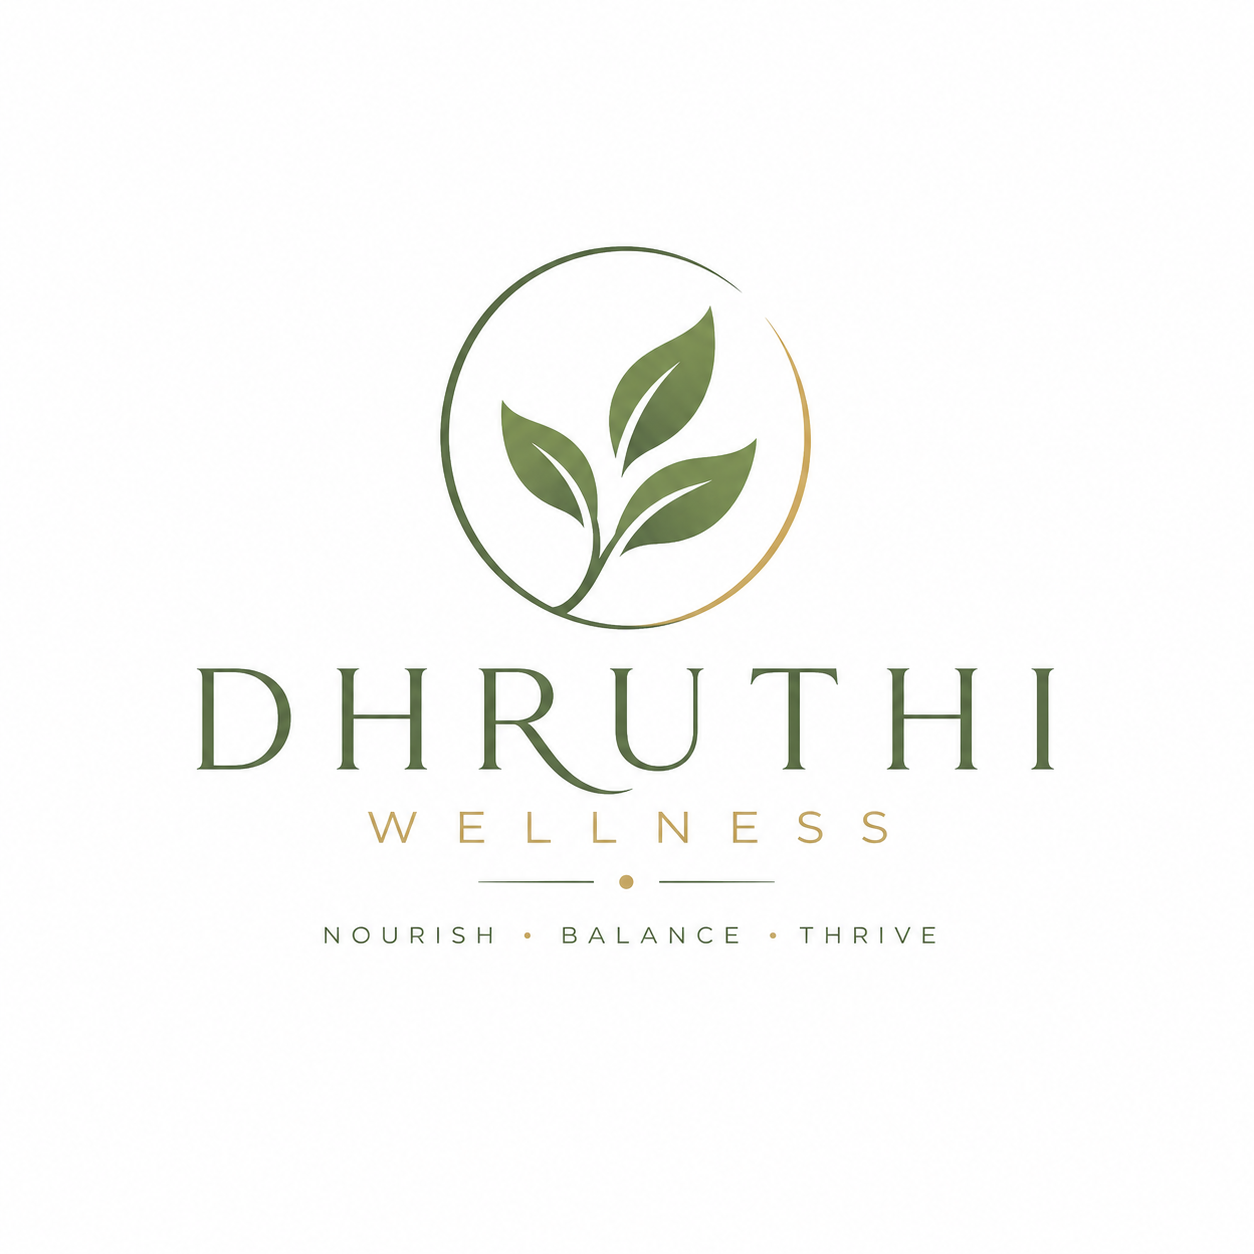 DHRUTHI
WELLNESS
NOURISH • BALANCE • THRIVE